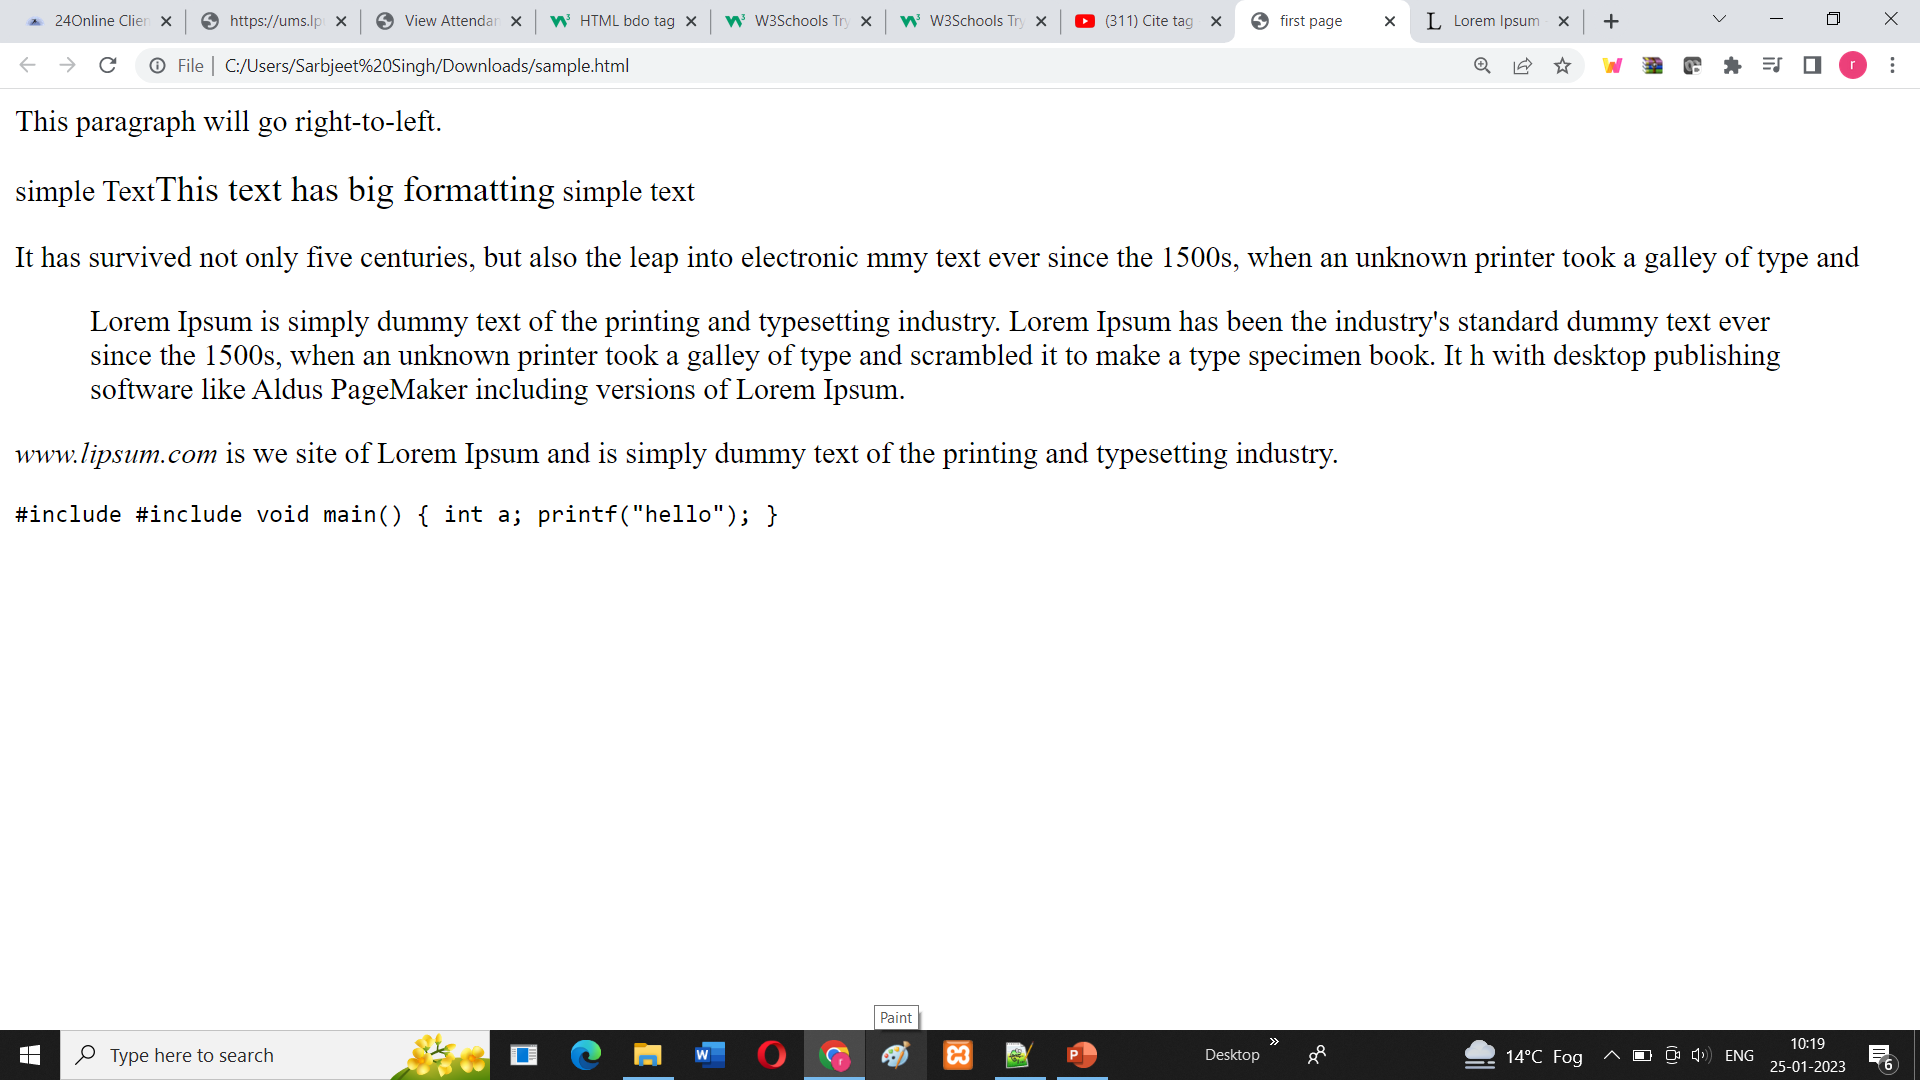 24Online Clien
https://ums.lp
View Attendan
HTML bdo tag
W3Schools Try
W3Schools Try
(311) Cite tag
first page
Lorem Ipsum -
File | C:/Users/Sarbjeet%20Singh/Downloads/sample.html
r
This paragraph will go right-to-left.
simple TextThis text has big formatting simple text
It has survived not only five centuries, but also the leap into electronic mmy text ever since the 1500s, when an unknown printer took a galley of type and
Lorem Ipsum is simply dummy text of the printing and typesetting industry. Lorem Ipsum has been the industry's standard dummy text ever
since the 1500s, when an unknown printer took a galley of type and scrambled it to make a type specimen book. It h with desktop publishing
software like Aldus PageMaker including versions of Lorem Ipsum.
www.lipsum.com is we site of Lorem Ipsum and is simply dummy text of the printing and typesetting industry.
#include #include void main() { int a; printf("hello"); }
Paint
Type here to search
Desktop
14°C Fog
ENG
10:19
25-01-2023
6